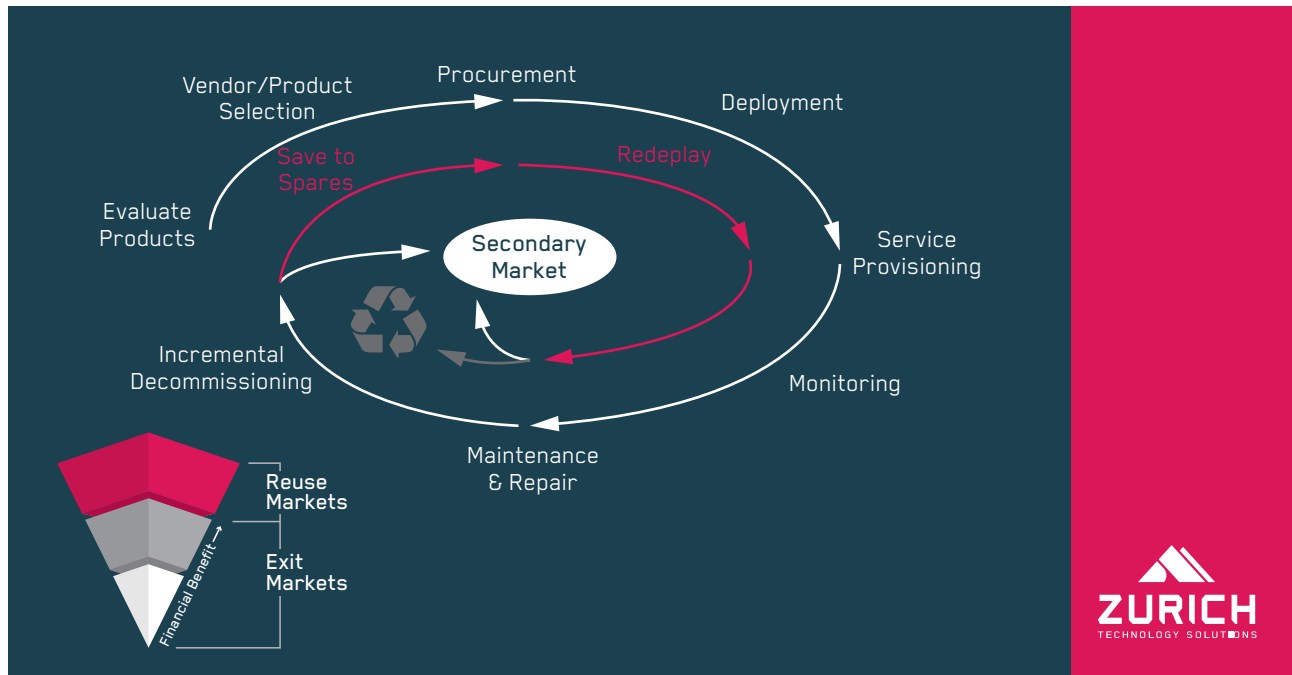 Procurement
Vendor/Product
Selection
Deployment
Save to
Spares
Redeplay
Evaluate
Products
Secondary
Market
Service
Provisioning
Incremental
Decommissioning
Monitoring
Maintenance
& Repair
Reuse
Markets
Exit
Markets
Financial Benefit →
ZURICH
TECHNOLOGY SOLUTIONS